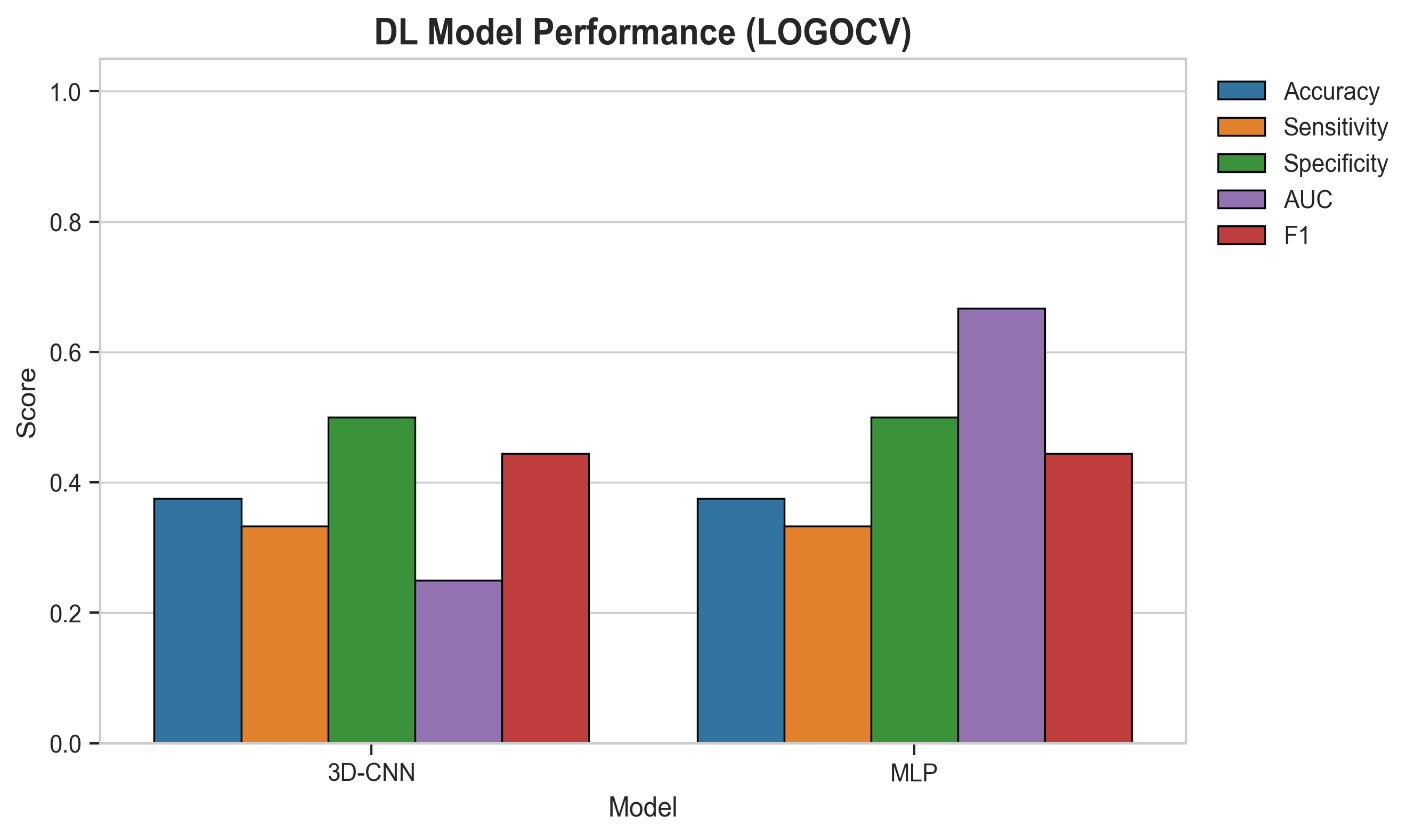 DL Model Performance (LOGOCV)
1.0
0.8
0.6
0.4
0.2
0.0
Score
3D-CNN
MLP
Model
Accuracy
Sensitivity
Specificity
AUC
F1